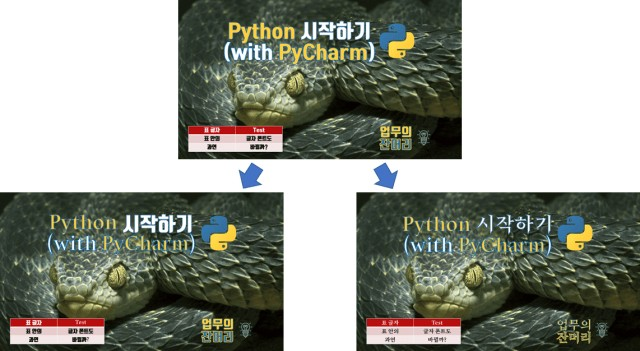 Python 시작하기
(with PyCharm)
표 글자 Test
표 안의 글자 폰트도
과연 바뀔까?
업무의
잔머리
Python 시작하기
(with PyCharm)
표 글자 Test
표 안의 글자 폰트도
과연 바뀔까?
업무의
잔머리
Python 시작하기
(with PyCharm)
표 글자 Test
표 안의 글자 폰트도
과연 바뀔까?
업무의
잔머리